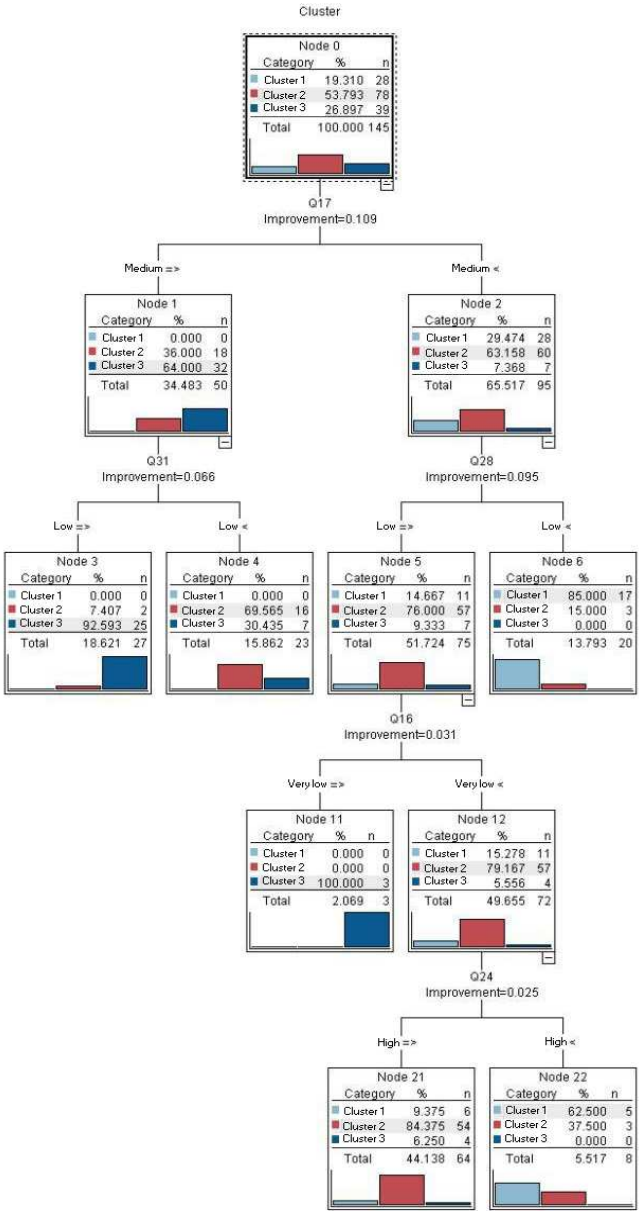 Cluster
Node 0
Category % n
Cluster 1 19.310 28
Cluster 2 53.793 78
Cluster 3 26.897 39
Total 100.000 145
Q17
Improvement=0.109
Medium =>
Medium <
Node 1
Category % n
Cluster 1 0.000 0
Cluster 2 36.000 18
Cluster 3 64.000 32
Total 34.483 50
Node 2
Category % n
Cluster 1 29.474 28
Cluster 2 63.158 60
Cluster 3 7.368 7
Total 65.517 95
Q31
Improvement=0.066
Q28
Improvement=0.095
Low =>
Low <
Low =>
Low <
Node 3
Category % n
Cluster 1 0.000 0
Cluster 2 7.407 2
Cluster 3 92.593 25
Total 18.621 27
Node 4
Category % n
Cluster 1 0.000 0
Cluster 2 69.565 16
Cluster 3 30.435 7
Total 15.862 23
Node 5
Category % n
Cluster 1 14.667 11
Cluster 2 76.000 57
Cluster 3 9.333 7
Total 51.724 75
Node 6
Category % n
Cluster 1 85.000 17
Cluster 2 15.000 3
Cluster 3 0.000 0
Total 13.793 20
Q16
Improvement=0.031
Very low =>
Very low <
Node 11
Category % n
Cluster 1 0.000 0
Cluster 2 0.000 0
Cluster 3 100.000 3
Total 2.069 3
Node 12
Category % n
Cluster 1 15.278 11
Cluster 2 79.167 57
Cluster 3 5.556 4
Total 49.655 72
Q24
Improvement=0.025
High =>
High <
Node 21
Category % n
Cluster 1 9.375 6
Cluster 2 84.375 54
Cluster 3 6.250 4
Total 44.138 64
Node 22
Category % n
Cluster 1 62.500 5
Cluster 2 37.500 3
Cluster 3 0.000 0
Total 5.517 8